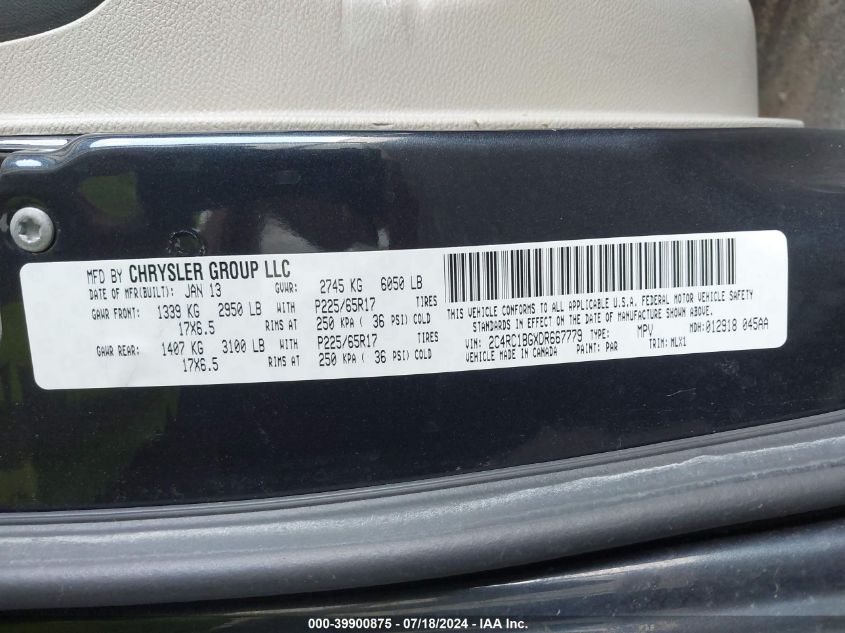 MFD BY CHRYSLER GROUP LLC
DATE OF MFR(BUILT): JAN 13 GVWR: 2745 KG 6050 LB
GAWR FRONT: 1339 KG 2950 LB WITH P225/65R17 TIRES
17X6.5 RIMS AT 250 KPA ( 36 PSI) COLD
GAWR REAR: 1407 KG 3100 LB WITH P225/65R17 TIRES
17X6.5 RIMS AT 250 KPA ( 36 PSI) COLD
THIS VEHICLE CONFORMS TO ALL APPLICABLE U.S.A. FEDERAL MOTOR VEHICLE SAFETY
STANDARDS IN EFFECT ON THE DATE OF MANUFACTURE SHOWN ABOVE.
VIN: 2C4RC1BGXDR667779 TYPE: MPV MDH:012918 045AA
VEHICLE MADE IN CANADA PAINT: PAR TRIM: MLX1
000-39900875 - 07/18/2024 - IAA Inc.